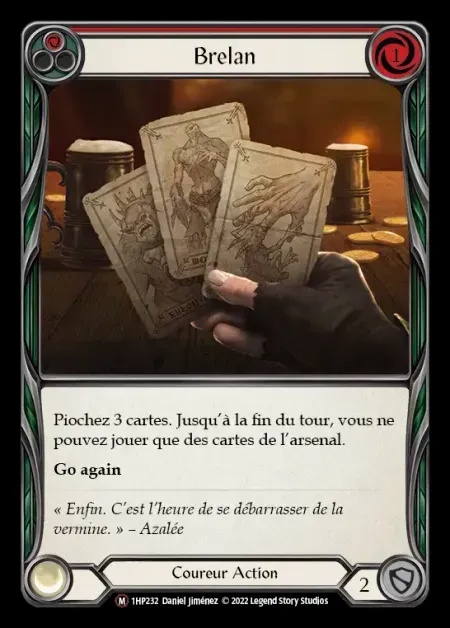 1
Brelan
Piochez 3 cartes. Jusqu'à la fin du tour, vous ne
pouvez jouer que des cartes de l'arsenal.
Go again
« Enfin. C'est l'heure de se débarrasser de la
vermine. » – Azalée
Coureur Action
2
M 1HP232 Daniel Jiménez © 2022 Legend Story Studios